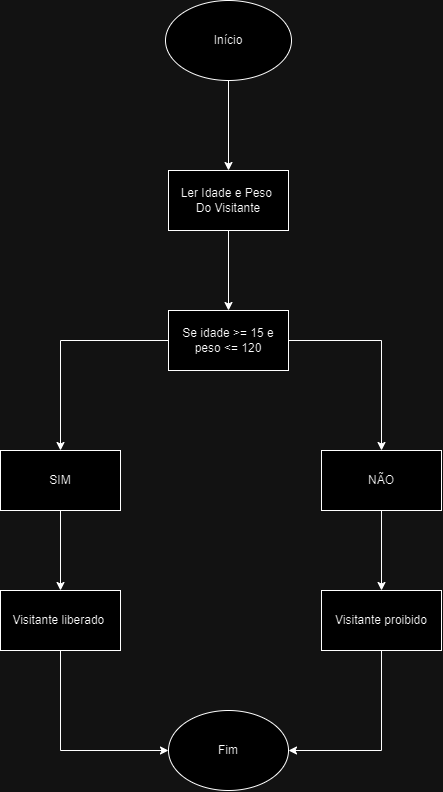 Início
Ler Idade e Peso
Do Visitante
Se idade >= 15 e
peso <= 120
SIM
NÃO
Visitante liberado
Visitante proibido
Fim